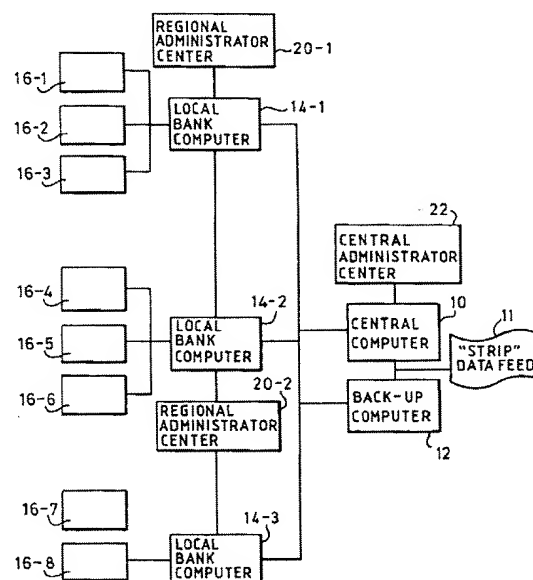 REGIONAL
ADMINISTRATOR
CENTER
20-1
16-1
16-2
16-3
LOCAL
BANK
COMPUTER
14-1
22
CENTRAL
ADMINISTRATOR
CENTER
16-4
16-5
16-6
LOCAL
BANK
COMPUTER
14-2
10
CENTRAL
COMPUTER
11
"STRIP"
DATA FEED
20-2
REGIONAL
ADMINISTRATOR
CENTER
BACK-UP
COMPUTER
12
16-7
16-8
14-3
LOCAL
BANK
COMPUTER